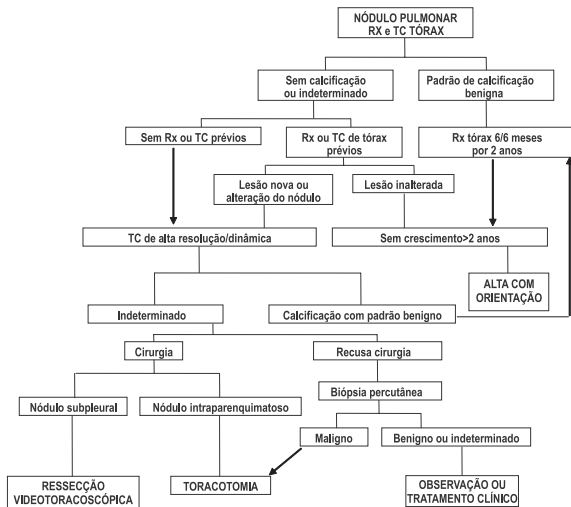 NÓDULO PULMONAR
RX e TC TÓRAX
Sem calcificação
ou indeterminado
Padrão de calcificação
benigna
Sem Rx ou TC prévios
Rx ou TC de tórax
prévios
Rx tórax 6/6 meses
por 2 anos
Lesão nova ou
alteração do nódulo
Lesão inalterada
TC de alta resolução/dinâmica
Sem crescimento>2 anos
ALTA COM
ORIENTAÇÃO
Indeterminado
Calcificação com padrão benigno
Cirurgia
Recusa cirurgia
Biópsia percutânea
Nódulo subpleural
Nódulo intraparenquimatoso
Maligno
Benigno ou indeterminado
RESSECÇÃO
VIDEOTORACOSCÓPICA
TORACOTOMIA
OBSERVAÇÃO OU
TRATAMENTO CLÍNICO